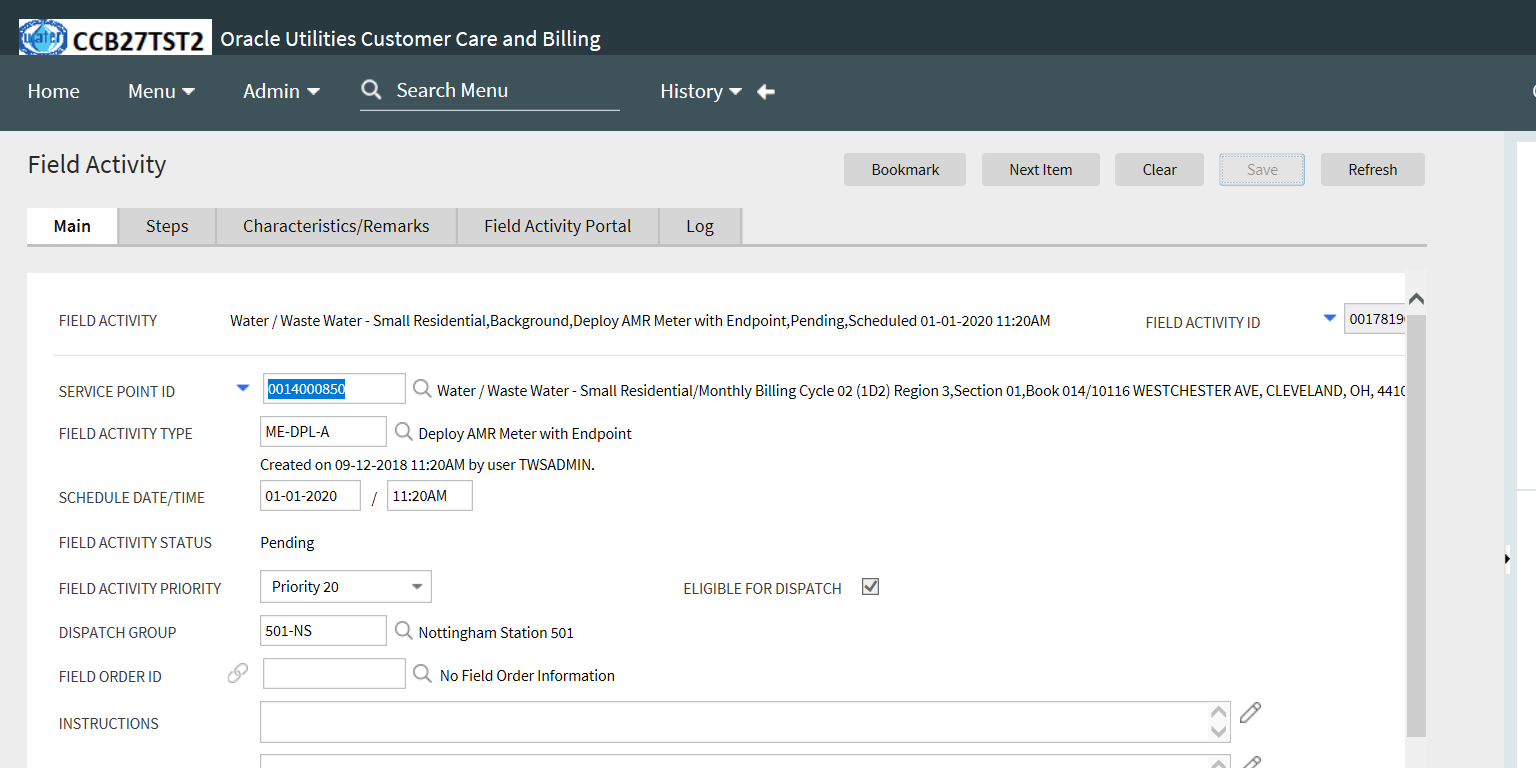 water CCB27TST2 Oracle Utilities Customer Care and Billing
Home Menu Admin Search Menu History
Field Activity
Bookmark Next Item Clear Save Refresh
Main Steps Characteristics/Remarks Field Activity Portal Log
FIELD ACTIVITY Water / Waste Water - Small Residential,Background,Deploy AMR Meter with Endpoint,Pending,Scheduled 01-01-2020 11:20AM FIELD ACTIVITY ID
SERVICE POINT ID 0014000850 Water / Waste Water - Small Residential/Monthly Billing Cycle 02 (1D2) Region 3,Section 01,Book 014/10116 WESTCHESTER AVE, CLEVELAND, OH, 4410
FIELD ACTIVITY TYPE ME-DPL-A Deploy AMR Meter with Endpoint
Created on 09-12-2018 11:20AM by user TWSADMIN.
SCHEDULE DATE/TIME 01-01-2020 / 11:20AM
FIELD ACTIVITY STATUS Pending
FIELD ACTIVITY PRIORITY Priority 20 ELIGIBLE FOR DISPATCH
DISPATCH GROUP 501-NS Nottingham Station 501
FIELD ORDER ID No Field Order Information
INSTRUCTIONS